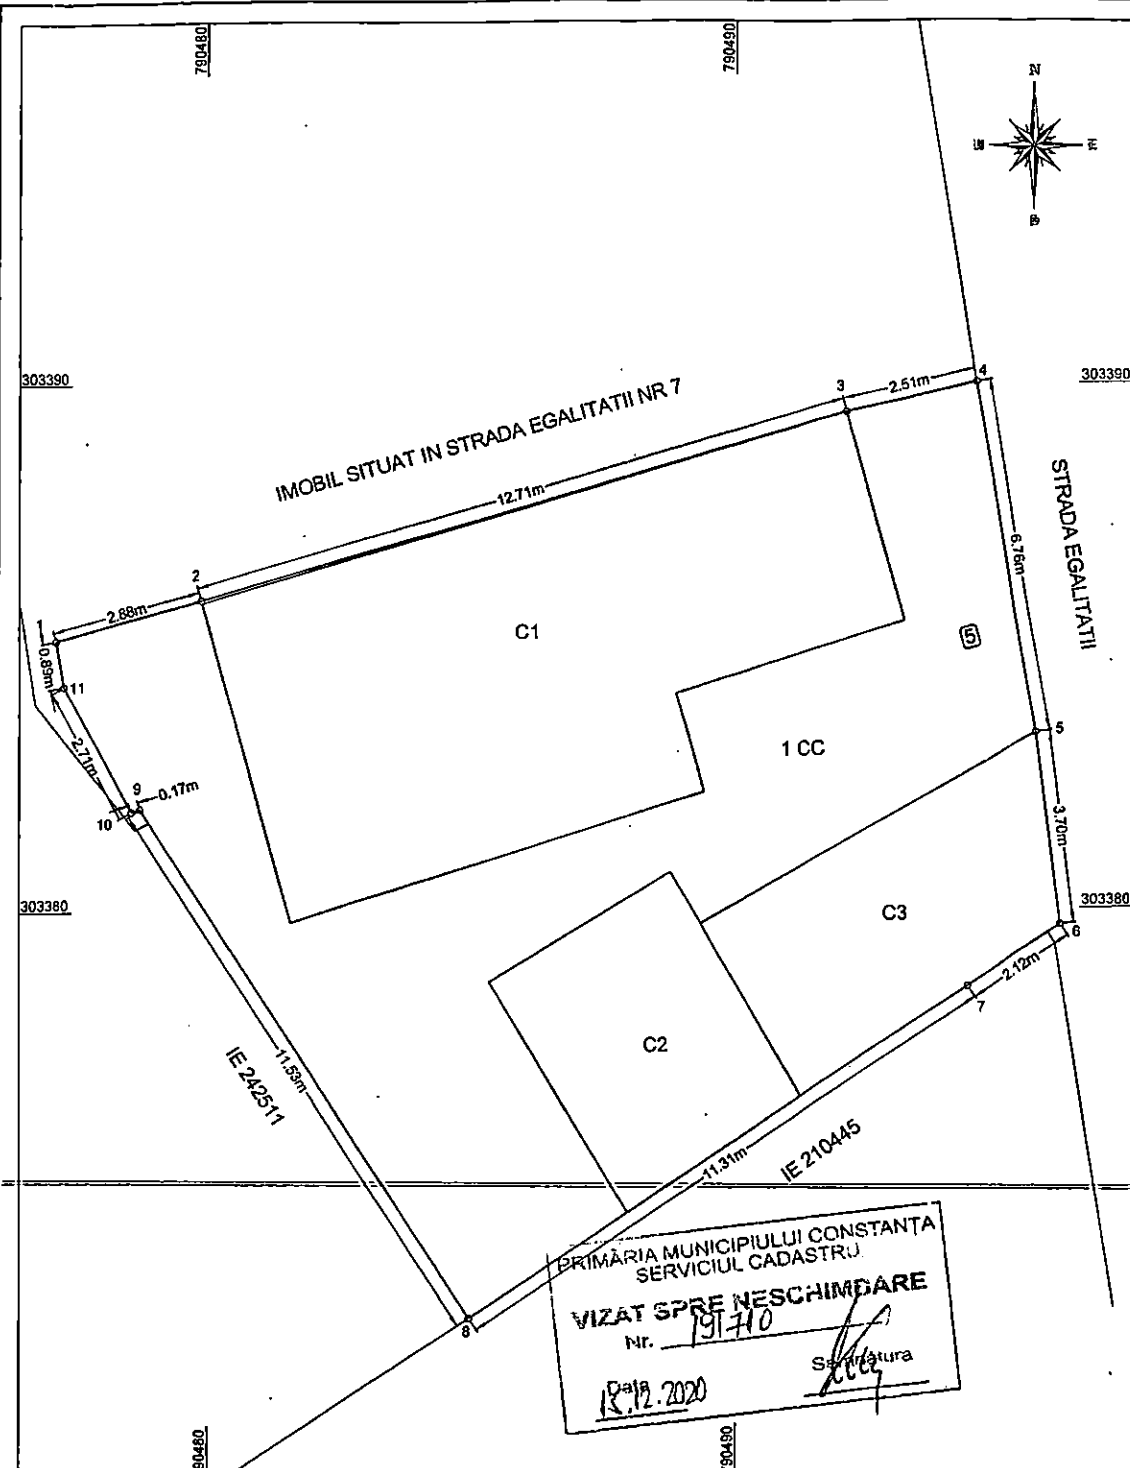 790480
790490
N
E
303390
303390
IMOBIL SITUAT IN STRADA EGALITATII NR 7
3
2.51m
4
12.71m
2
2.88m
1
0.89m
11
C1
6.76m
STRADA EGALITATII
5
5
1 CC
2.71m
9
0.17m
10
3.70m
303380
303380
C3
6
2.12m
7
C2
IE 242511
11.53m
11.31m
IE 210445
8
PRIMĂRIA MUNICIPIULUI CONSTANȚA
SERVICIUL CADASTRU
VIZAT SPRE NESCHIMBARE
Nr. 191710
Semnătura
Data
18.12.2020
790480
790490